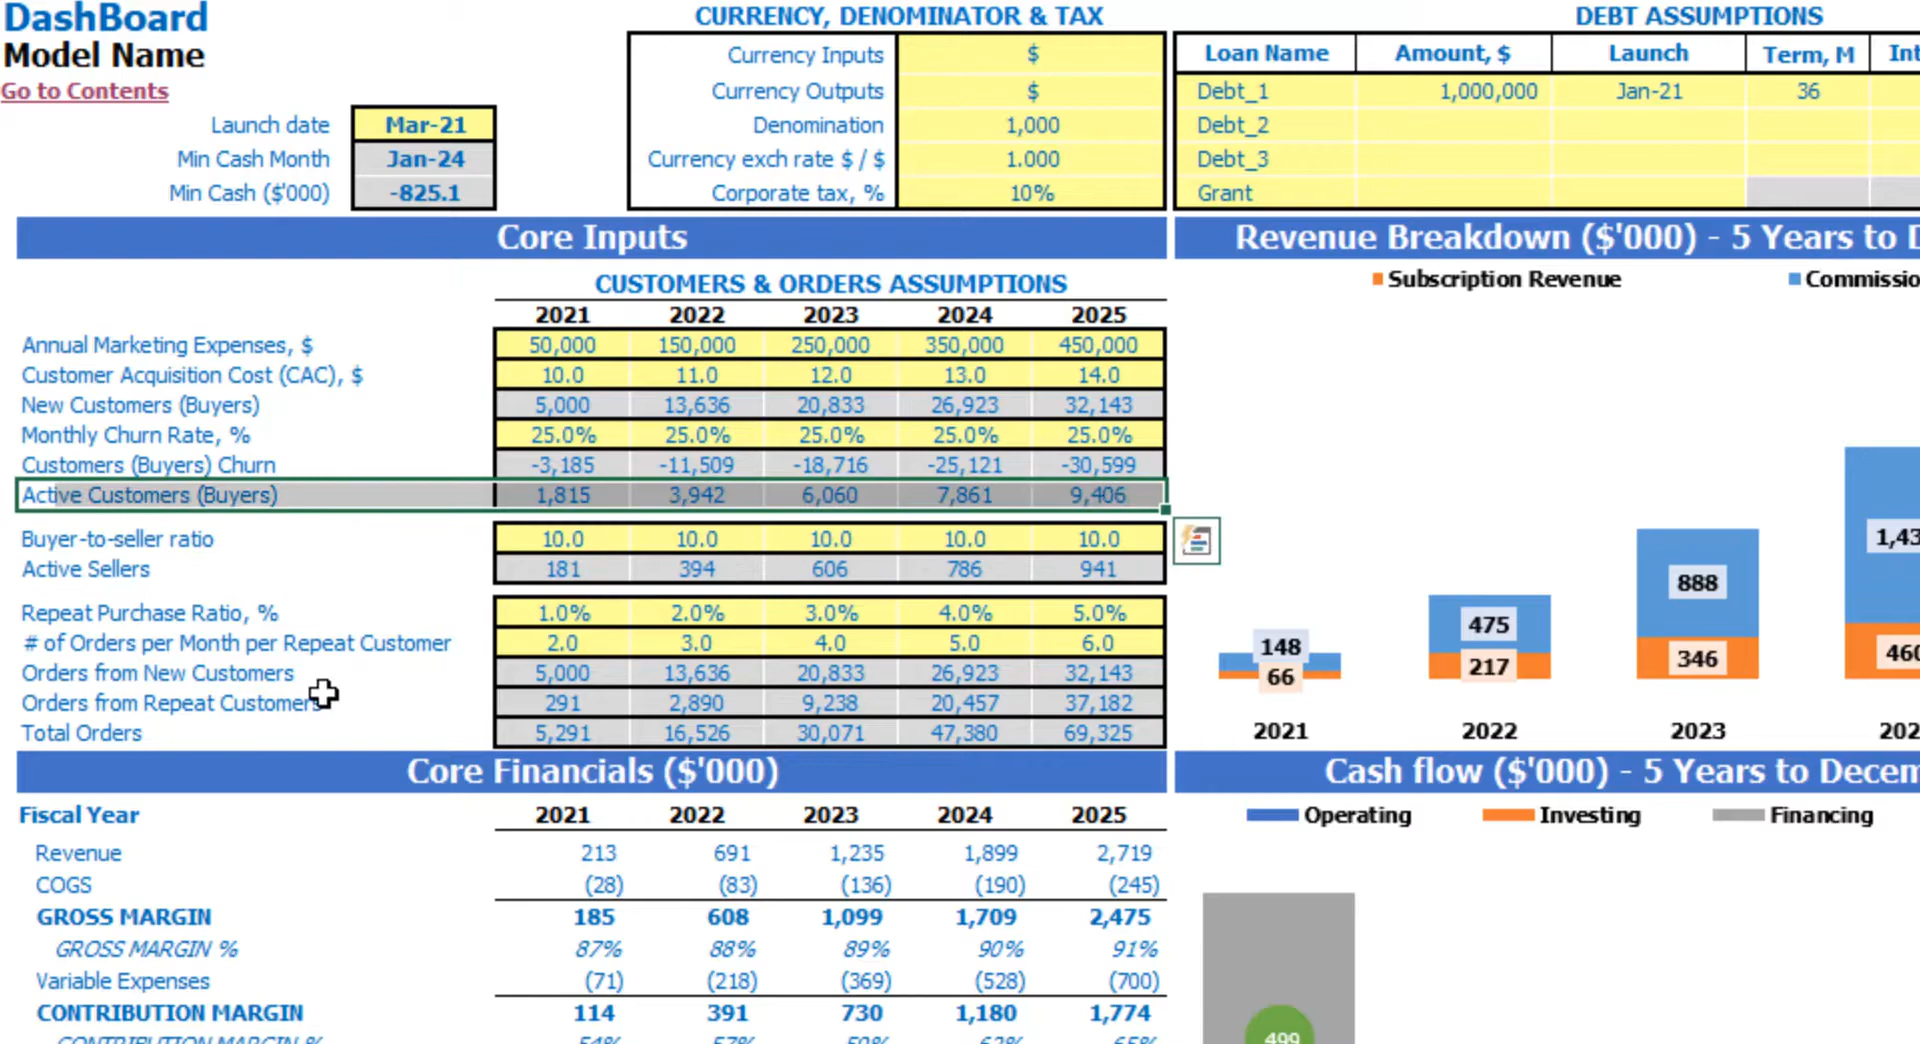 DashBoard
Model Name
Go to Contents
Launch date Mar-21
Min Cash Month Jan-24
Min Cash ($'000) -825.1
CURRENCY, DENOMINATOR & TAX
Currency Inputs $
Currency Outputs $
Denomination 1,000
Currency exch rate $ / $ 1.000
Corporate tax, % 10%
DEBT ASSUMPTIONS
Loan Name Amount, $ Launch Term, M Int
Debt_1 1,000,000 Jan-21 36
Debt_2
Debt_3
Grant
Core Inputs
CUSTOMERS & ORDERS ASSUMPTIONS
2021 2022 2023 2024 2025
Annual Marketing Expenses, $ 50,000 150,000 250,000 350,000 450,000
Customer Acquisition Cost (CAC), $ 10.0 11.0 12.0 13.0 14.0
New Customers (Buyers) 5,000 13,636 20,833 26,923 32,143
Monthly Churn Rate, % 25.0% 25.0% 25.0% 25.0% 25.0%
Customers (Buyers) Churn -3,185 -11,509 -18,716 -25,121 -30,599
Active Customers (Buyers) 1,815 3,942 6,060 7,861 9,406
Buyer-to-seller ratio 10.0 10.0 10.0 10.0 10.0
Active Sellers 181 394 606 786 941
Repeat Purchase Ratio, % 1.0% 2.0% 3.0% 4.0% 5.0%
# of Orders per Month per Repeat Customer 2.0 3.0 4.0 5.0 6.0
Orders from New Customers 5,000 13,636 20,833 26,923 32,143
Orders from Repeat Customers 291 2,890 9,238 20,457 37,182
Total Orders 5,291 16,526 30,071 47,380 69,325
Revenue Breakdown ($'000) - 5 Years to D
Subscription Revenue Commissio
148 475 888 1,43
66 217 346 460
2021 2022 2023 202
Core Financials ($'000)
Fiscal Year 2021 2022 2023 2024 2025
Revenue 213 691 1,235 1,899 2,719
COGS (28) (83) (136) (190) (245)
GROSS MARGIN 185 608 1,099 1,709 2,475
GROSS MARGIN % 87% 88% 89% 90% 91%
Variable Expenses (71) (218) (369) (528) (700)
CONTRIBUTION MARGIN 114 391 730 1,180 1,774
CONTRIBUTION MARGIN %
Cash flow ($'000) - 5 Years to Decem
Operating Investing Financing
499